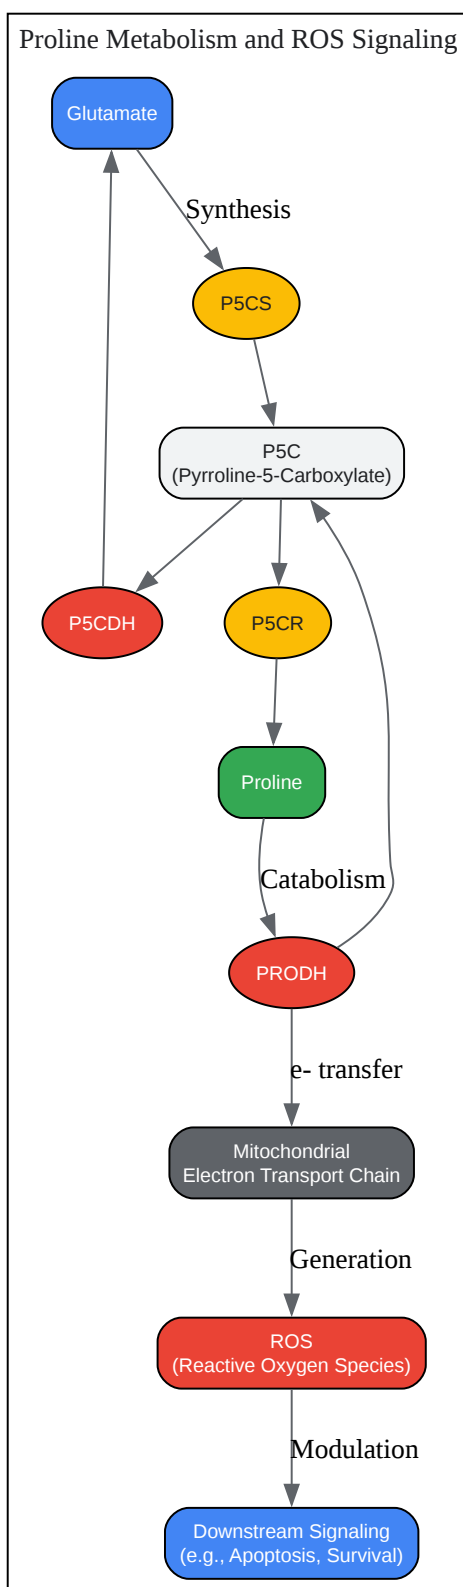 Proline Metabolism and ROS Signaling
Glutamate
Synthesis
P5CS
P5C
(Pyrroline-5-Carboxylate)
P5CDH
P5CR
Proline
Catabolism
PRODH
e- transfer
Mitochondrial
Electron Transport Chain
Generation
ROS
(Reactive Oxygen Species)
Modulation
Downstream Signaling
(e.g., Apoptosis, Survival)